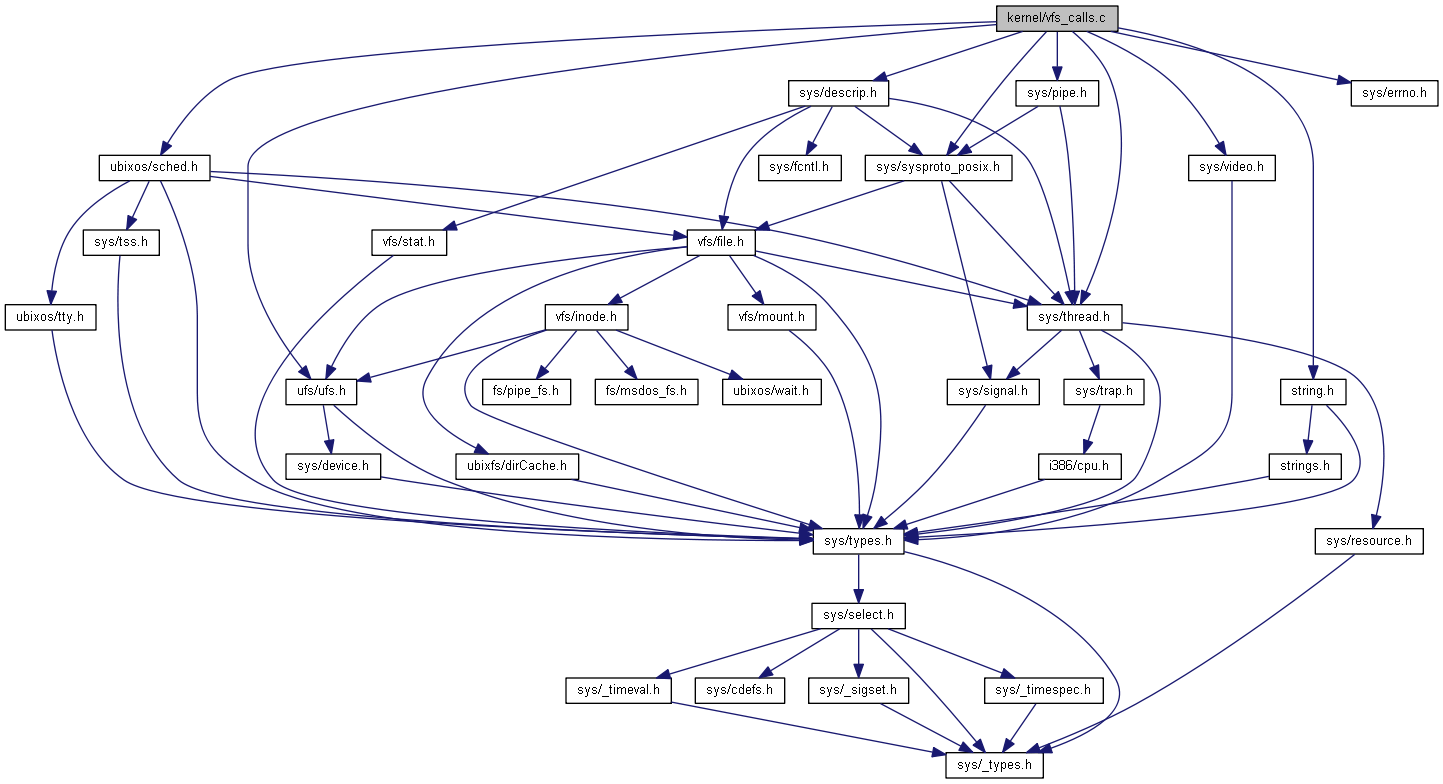 kernel/vfs_calls.c
sys/descrip.h
sys/pipe.h
sys/errno.h
ubixos/sched.h
sys/fcntl.h
sys/sysproto_posix.h
sys/video.h
sys/tss.h
vfs/stat.h
vfs/file.h
ubixos/tty.h
vfs/inode.h
vfs/mount.h
sys/thread.h
ufs/ufs.h
fs/pipe_fs.h
fs/msdos_fs.h
ubixos/wait.h
sys/signal.h
sys/trap.h
string.h
sys/device.h
ubixfs/dirCache.h
i386/cpu.h
strings.h
sys/types.h
sys/resource.h
sys/select.h
sys/_timeval.h
sys/cdefs.h
sys/_sigset.h
sys/_timespec.h
sys/_types.h